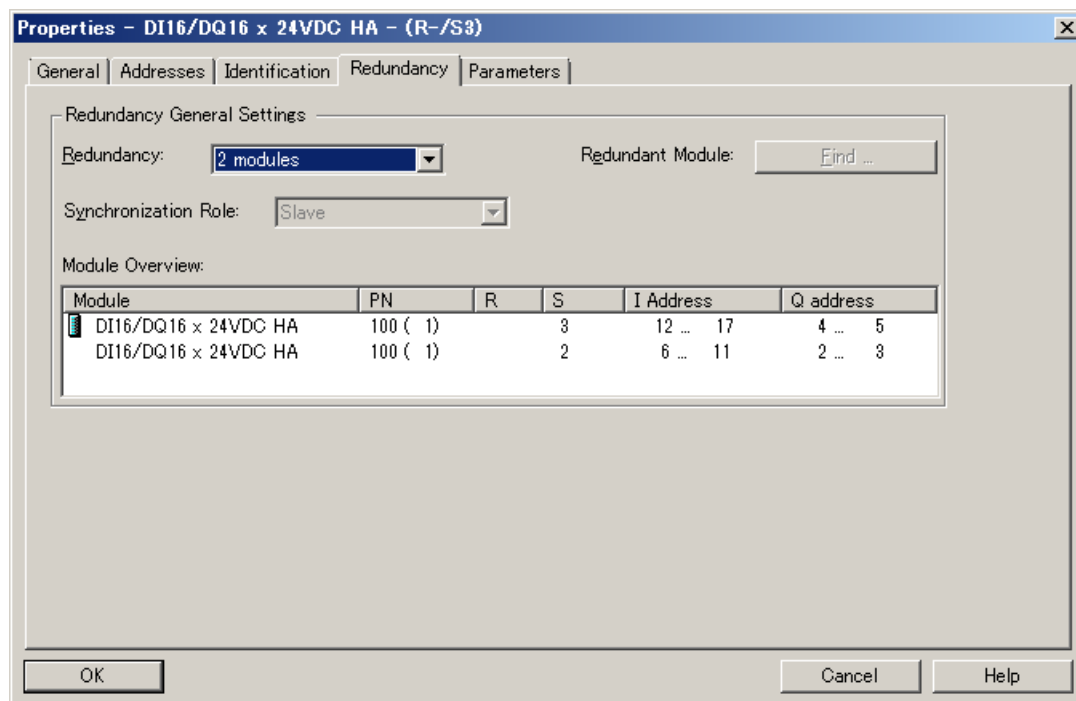 Properties - DI16/DQ16 x 24VDC HA - (R-/S3)
General Addresses Identification Redundancy Parameters
Redundancy General Settings
Redundancy: 2 modules Redundant Module: Find ...
Synchronization Role: Slave
Module Overview:
Module PN R S I Address Q address
DI16/DQ16 x 24VDC HA 100 ( 1) 3 12 ... 17 4 ... 5
DI16/DQ16 x 24VDC HA 100 ( 1) 2 6 ... 11 2 ... 3
OK Cancel Help